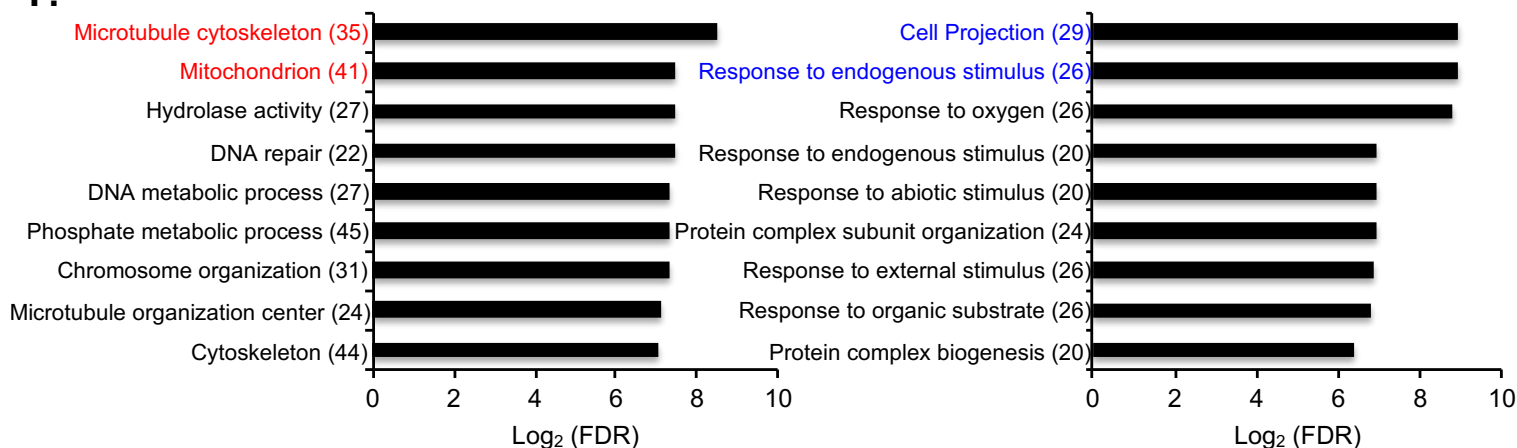 Microtubule cytoskeleton (35)
Mitochondrion (41)
Hydrolase activity (27)
DNA repair (22)
DNA metabolic process (27)
Phosphate metabolic process (45)
Chromosome organization (31)
Microtubule organization center (24)
Cytoskeleton (44)
0 2 4 6 8 10
Log₂ (FDR)
Cell Projection (29)
Response to endogenous stimulus (26)
Response to oxygen (26)
Response to endogenous stimulus (20)
Response to abiotic stimulus (20)
Protein complex subunit organization (24)
Response to external stimulus (26)
Response to organic substrate (26)
Protein complex biogenesis (20)
0 2 4 6 8 10
Log₂ (FDR)